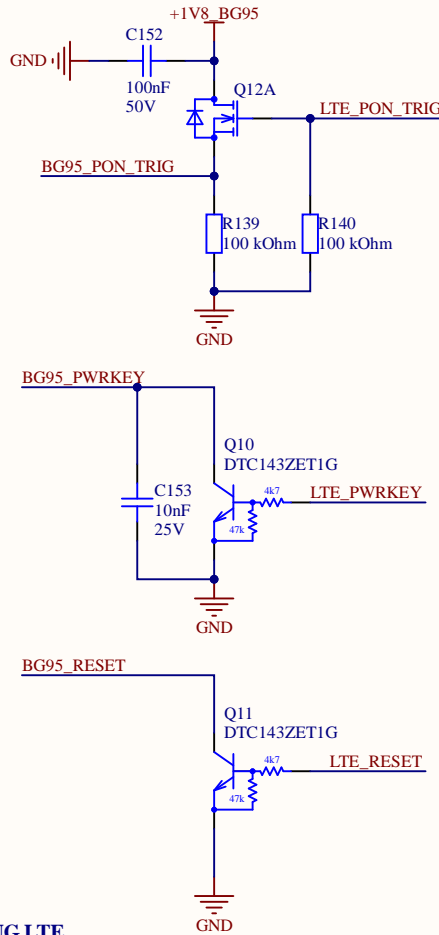 +1V8_BG95
C152
GND
100nF
50V
Q12A
LTE_PON_TRIG
BG95_PON_TRIG
R139
100 kOhm
R140
100 kOhm
GND
BG95_PWRKEY
Q10
DTC143ZET1G
C153
10nF
25V
4k7
LTE_PWRKEY
47k
GND
BG95_RESET
Q11
DTC143ZET1G
4k7
LTE_RESET
47k
GND